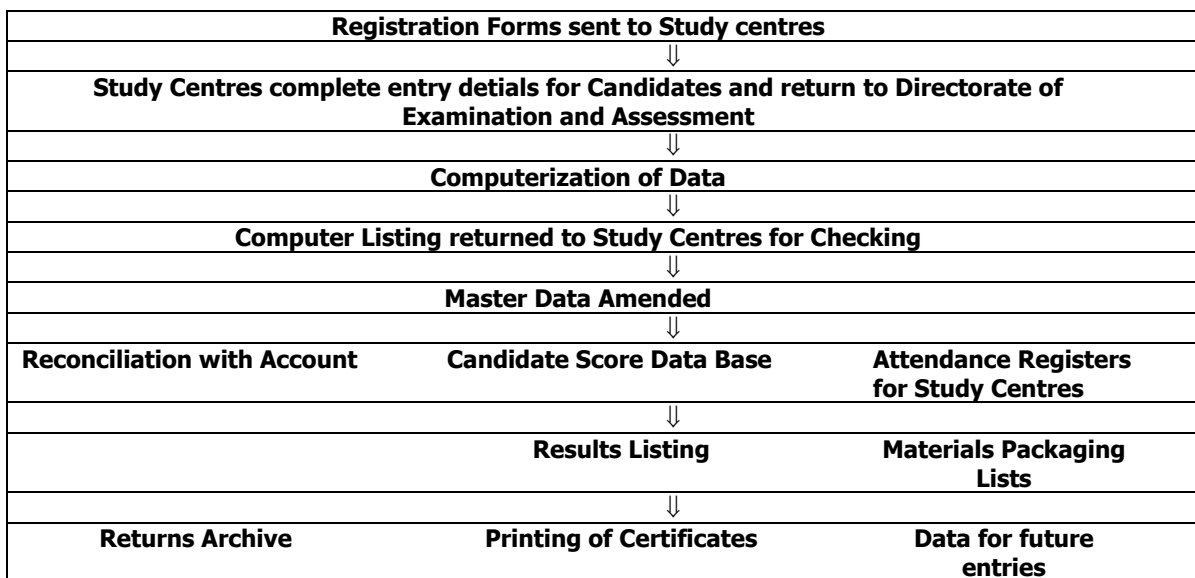 Registration Forms sent to Study centres
⇓
Study Centres complete entry detials for Candidates and return to Directorate of
Examination and Assessment
⇓
Computerization of Data
⇓
Computer Listing returned to Study Centres for Checking
⇓
Master Data Amended
⇓
Reconciliation with Account Candidate Score Data Base Attendance Registers
for Study Centres
⇓
Results Listing Materials Packaging
Lists
⇓
Returns Archive Printing of Certificates Data for future
entries